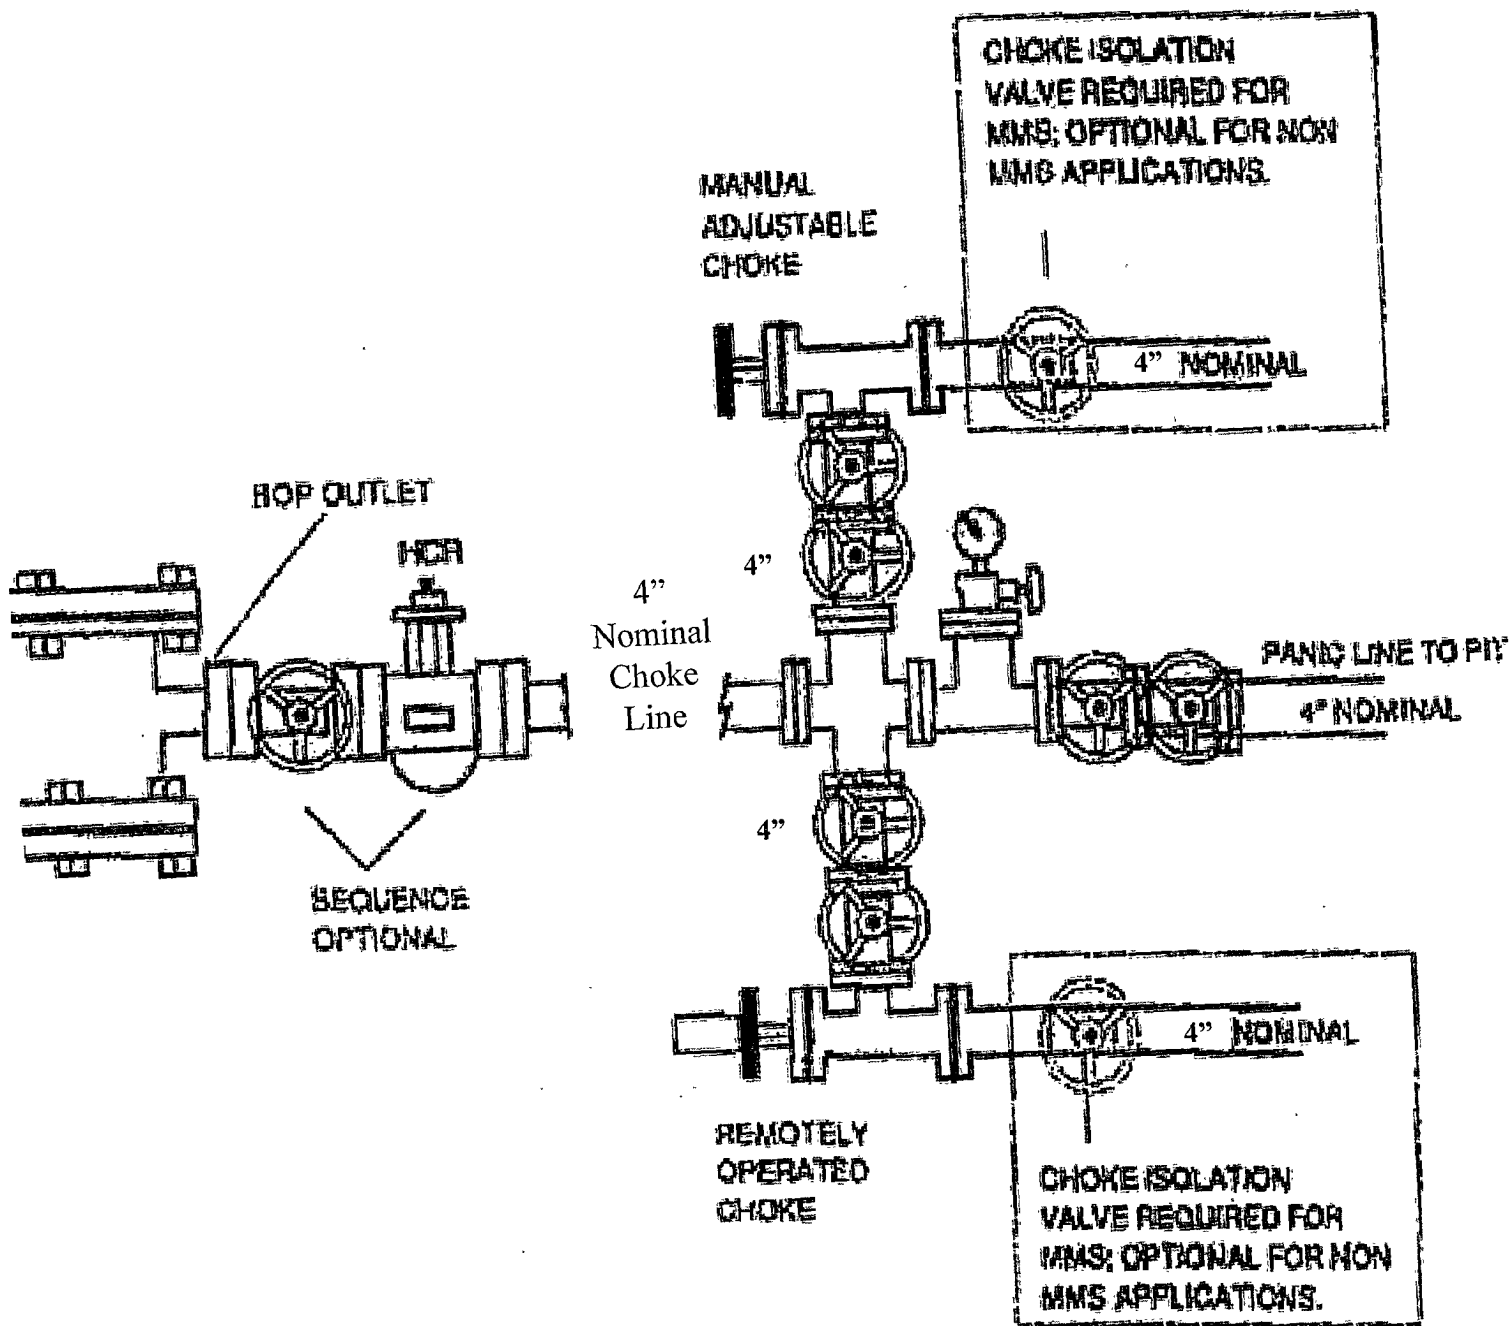 CHOKE ISOLATION
VALVE REQUIRED FOR
MMS; OPTIONAL FOR NON
MMS APPLICATIONS.
MANUAL
ADJUSTABLE
CHOKE
4” NOMINAL
BOP OUTLET
HCR
4”
4”
Nominal
Choke
Line
PANIC LINE TO PIT
4" NOMINAL
4”
SEQUENCE
OPTIONAL
4” NOMINAL
REMOTELY
OPERATED
CHOKE
CHOKE ISOLATION
VALVE REQUIRED FOR
MMS; OPTIONAL FOR NON
MMS APPLICATIONS.